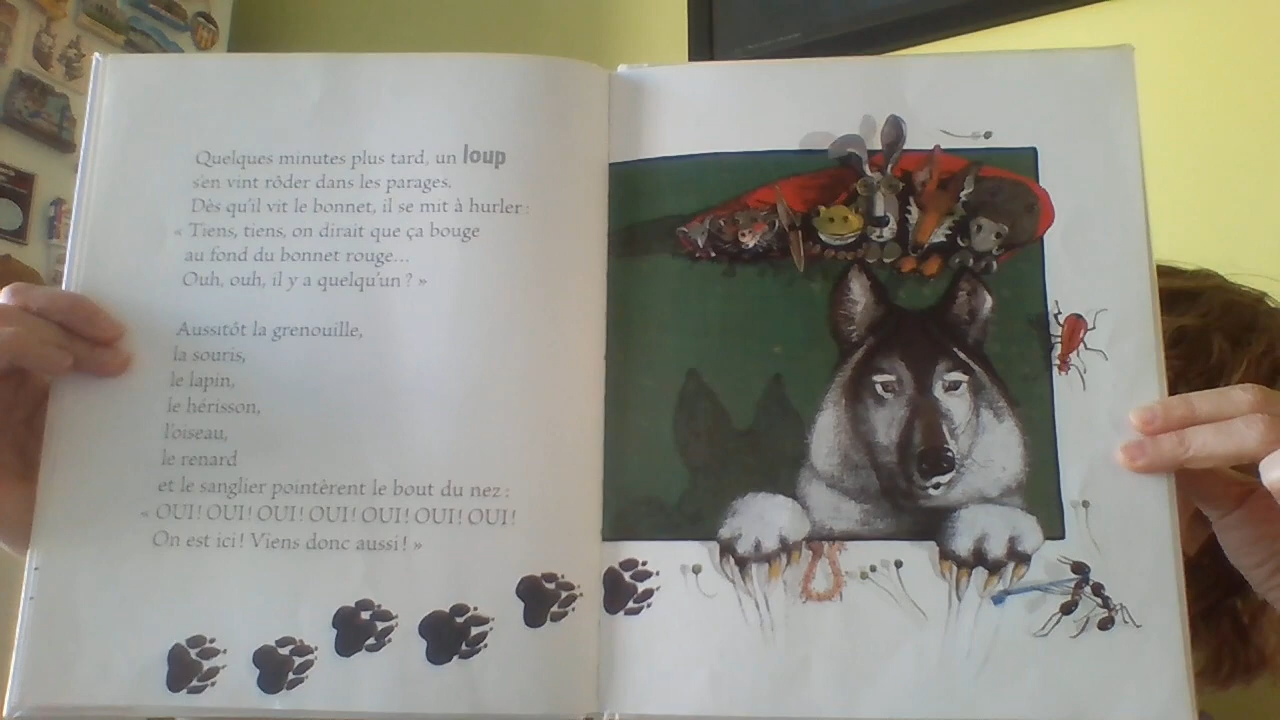 Quelques minutes plus tard, un loup
s'en vint rôder dans les parages.
Dès qu'il vit le bonnet, il se mit à hurler :
« Tiens, tiens, on dirait que ça bouge
au fond du bonnet rouge...
Ouh, ouh, il y a quelqu'un ? »
Aussitôt la grenouille,
la souris,
le lapin,
le hérisson,
l'oiseau,
le renard
et le sanglier pointèrent le bout du nez :
« OUI ! OUI ! OUI ! OUI ! OUI ! OUI ! OUI !
On est ici ! Viens donc aussi ! »